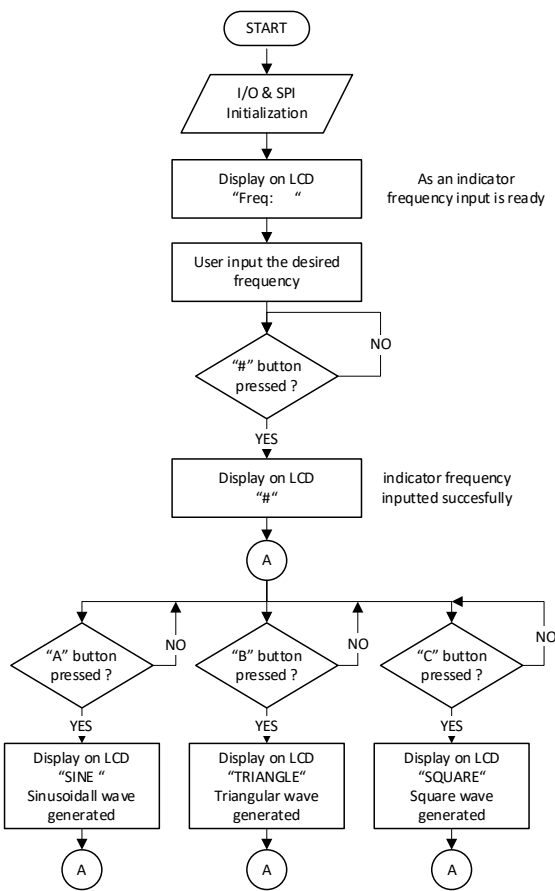 START
I/O & SPI
Initialization
Display on LCD
“Freq:      “
As an indicator
frequency input is ready
User input the desired
frequency
NO
“#” button
pressed ?
YES
Display on LCD
“#“
indicator frequency
inputted succesfully
A
“A” button
pressed ?
NO
“B” button
pressed ?
NO
“C” button
pressed ?
NO
YES
YES
YES
Display on LCD
“SINE “
Sinusoidall wave
generated
Display on LCD
“TRIANGLE“
Triangular wave
generated
Display on LCD
“SQUARE“
Square wave
generated
A
A
A